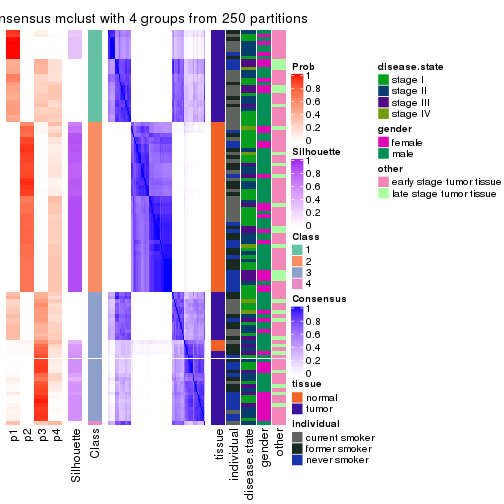 nsensus mclust with 4 groups from 250 partitions
Prob
1
0.8
0.6
0.4
0.2
0
Silhouette
1
0.8
0.6
0.4
0.2
0
Class
1
2
3
4
Consensus
1
0.8
0.6
0.4
0.2
0
tissue
normal
tumor
individual
current smoker
former smoker
never smoker
disease.state
stage I
stage II
stage III
stage IV
gender
female
male
other
early stage tumor tissue
late stage tumor tissue
p1
p2
p3
p4
Silhouette
Class
tissue
individual
disease.state
gender
other